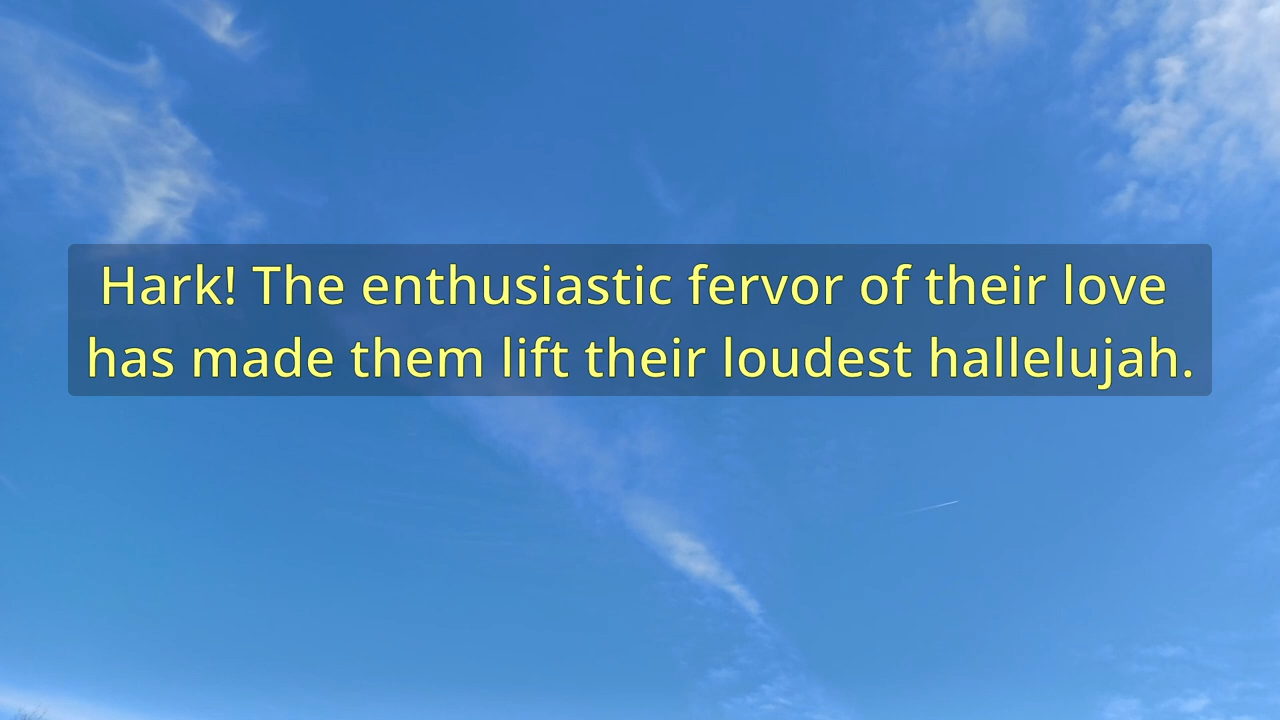 Hark! The enthusiastic fervor of their love
has made them lift their loudest hallelujah.